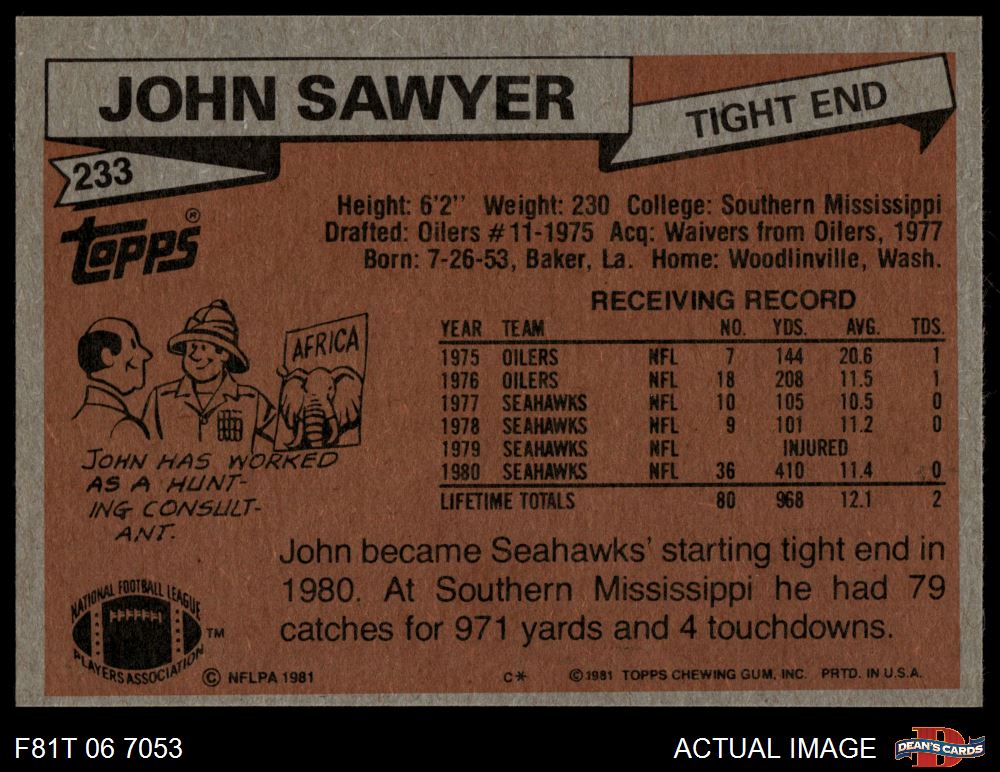 JOHN SAWYER
TIGHT END
233
Topps®
Height: 6'2" Weight: 230 College: Southern Mississippi
Drafted: Oilers #11-1975 Acq: Waivers from Oilers, 1977
Born: 7-26-53, Baker, La. Home: Woodlinville, Wash.
RECEIVING RECORD
YEAR TEAM NO. YDS. AVG. TDS.
1975 OILERS NFL 7 144 20.6 1
1976 OILERS NFL 18 208 11.5 1
1977 SEAHAWKS NFL 10 105 10.5 0
1978 SEAHAWKS NFL 9 101 11.2 0
1979 SEAHAWKS NFL INJURED
1980 SEAHAWKS NFL 36 410 11.4 0
LIFETIME TOTALS 80 968 12.1 2
AFRICA
JOHN HAS WORKED
AS A HUNT-
ING CONSULT-
ANT.
John became Seahawks' starting tight end in
1980. At Southern Mississippi he had 79
catches for 971 yards and 4 touchdowns.
NATIONAL FOOTBALL LEAGUE
PLAYERS ASSOCIATION TM
© NFLPA 1981
C*
© 1981 TOPPS CHEWING GUM, INC. PRTD. IN U.S.A.
F81T 06 7053
ACTUAL IMAGE
D
DEAN'S CARDS